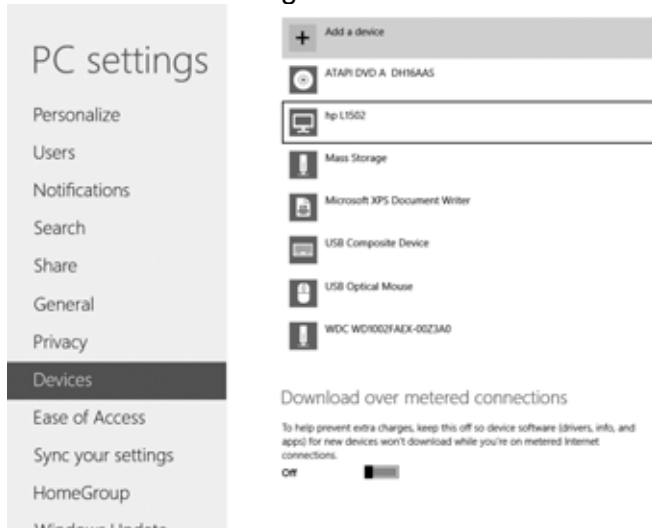 PC settings
Personalize
Users
Notifications
Search
Share
General
Privacy
Devices
Ease of Access
Sync your settings
HomeGroup
Windows Update
Add a device
ATAPI DVD A DH16AAS
hp L1502
Mass Storage
Microsoft XPS Document Writer
USB Composite Device
USB Optical Mouse
WDC WD1002FAEX-00Z3A0
Download over metered connections
To help prevent extra charges, keep this off so device software (drivers, info, and
apps) for new devices won't download while you're on metered Internet
connections.
Off